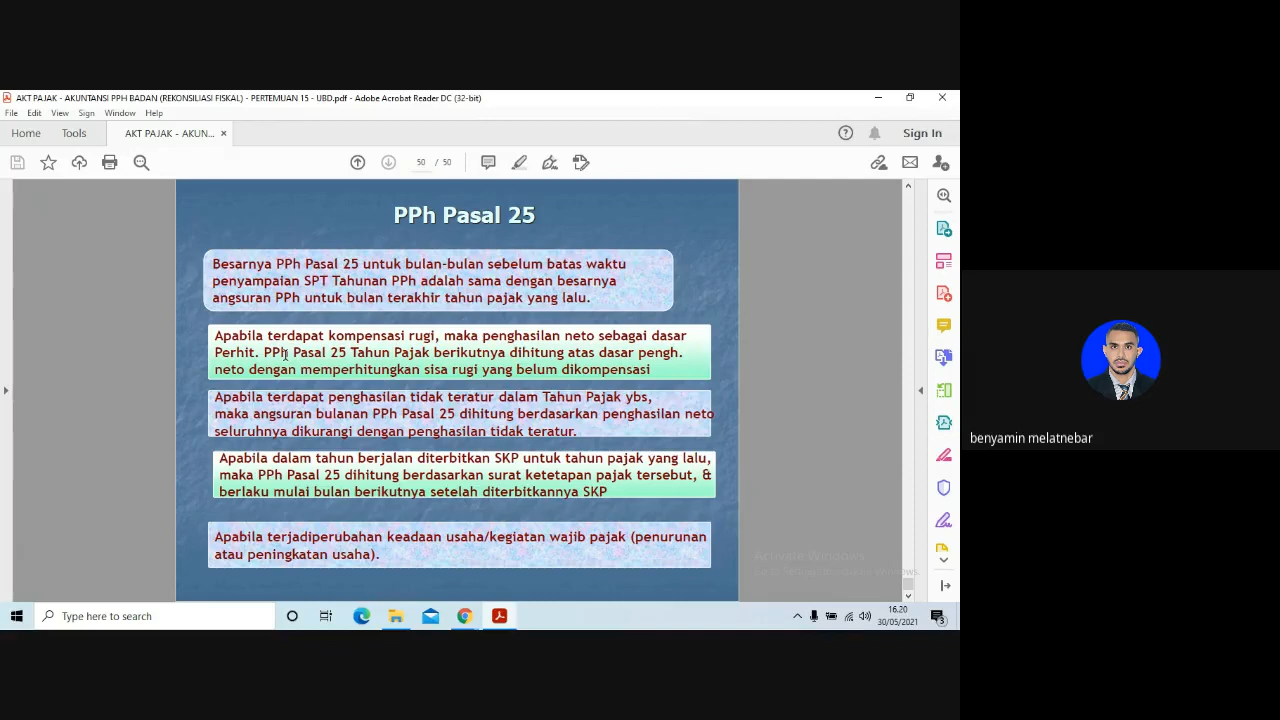 AKT PAJAK - AKUNTANSI PPH BADAN (REKONSILIASI FISKAL) - PERTEMUAN 15 - UBD.pdf - Adobe Acrobat Reader DC (32-bit)
File Edit View Sign Window Help
Home Tools AKT PAJAK - AKUN... × Sign In
50 / 50
PPh Pasal 25
Besarnya PPh Pasal 25 untuk bulan-bulan sebelum batas waktu
penyampaian SPT Tahunan PPh adalah sama dengan besarnya
angsuran PPh untuk bulan terakhir tahun pajak yang lalu.
Apabila terdapat kompensasi rugi, maka penghasilan neto sebagai dasar
Perhit. PPh Pasal 25 Tahun Pajak berikutnya dihitung atas dasar pengh.
neto dengan memperhitungkan sisa rugi yang belum dikompensasi
Apabila terdapat penghasilan tidak teratur dalam Tahun Pajak ybs,
maka angsuran bulanan PPh Pasal 25 dihitung berdasarkan penghasilan neto
seluruhnya dikurangi dengan penghasilan tidak teratur.
Apabila dalam tahun berjalan diterbitkan SKP untuk tahun pajak yang lalu,
maka PPh Pasal 25 dihitung berdasarkan surat ketetapan pajak tersebut, &
berlaku mulai bulan berikutnya setelah diterbitkannya SKP
Apabila terjadiperubahan keadaan usaha/kegiatan wajib pajak (penurunan
atau peningkatan usaha).
Activate Windows
benyamin melatnebar
Type here to search
16.20
30/05/2021
3